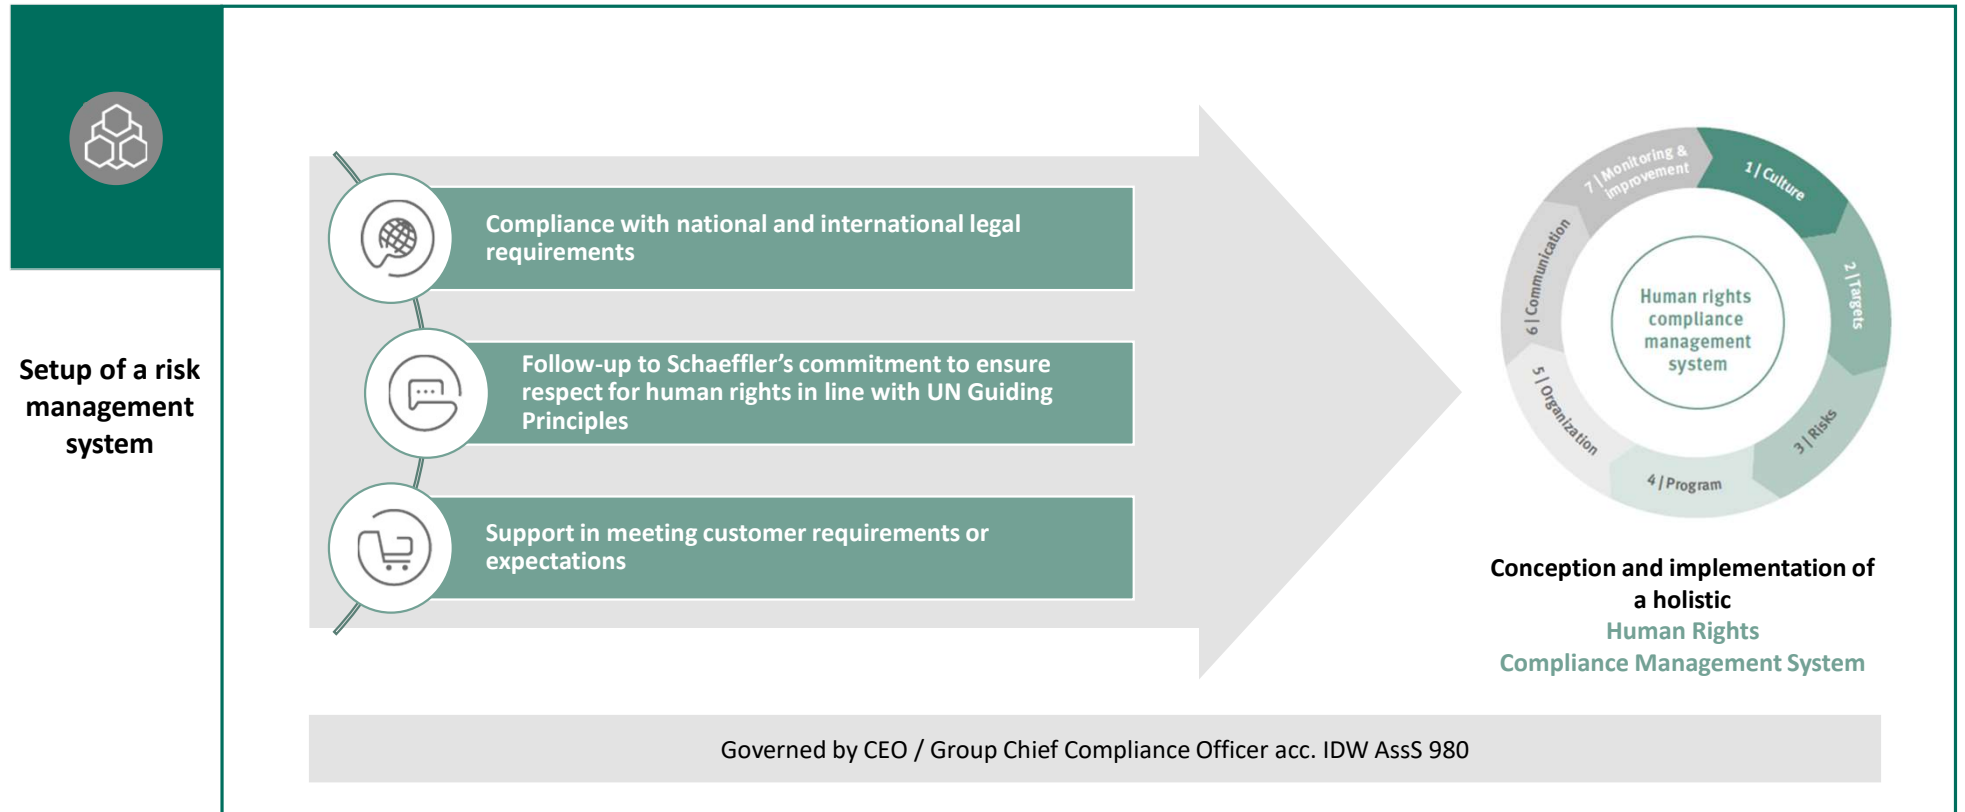 Setup of a risk
management
system
Compliance with national and international legal
requirements
Follow-up to Schaeffler’s commitment to ensure
respect for human rights in line with UN Guiding
Principles
Support in meeting customer requirements or
expectations
1 | Culture
2 | Targets
3 | Risks
4 | Program
5 | Organization
6 | Communication
7 | Monitoring &
improvement
Human rights
compliance
management
system
Conception and implementation of
a holistic
Human Rights
Compliance Management System
Governed by CEO / Group Chief Compliance Officer acc. IDW AssS 980